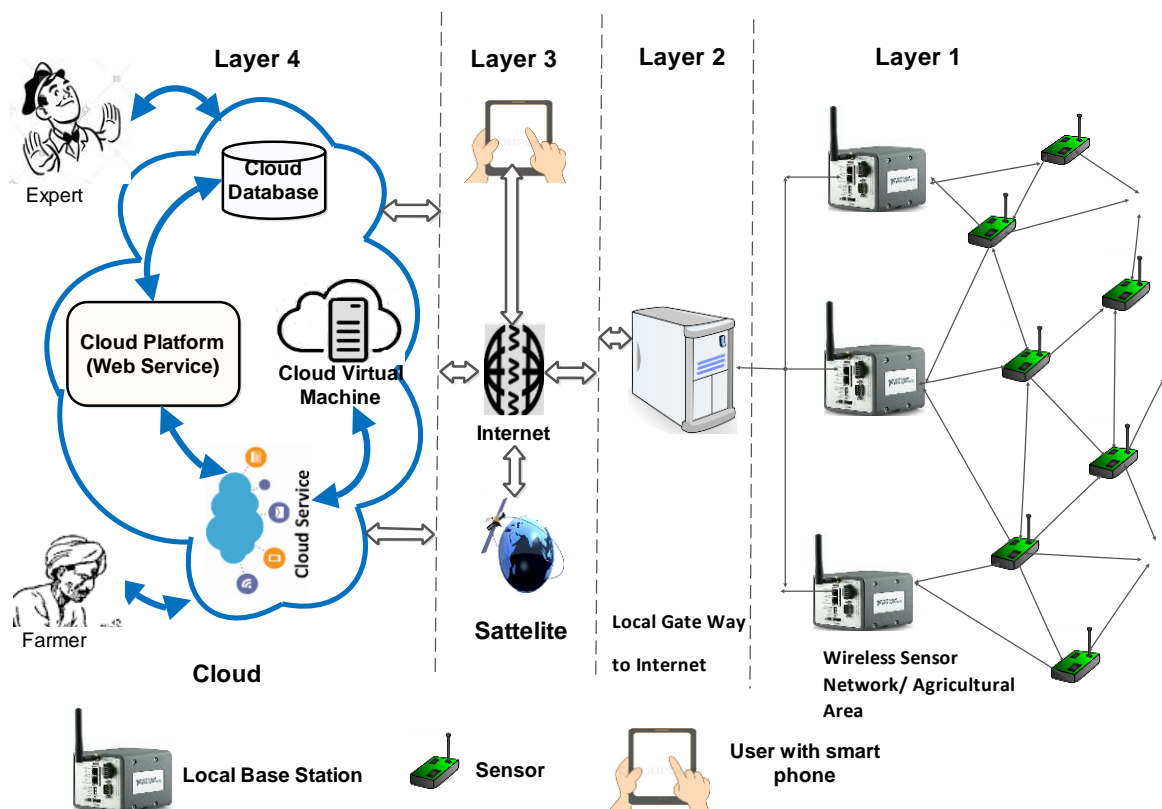 Layer 4
Layer 3
Layer 2
Layer 1
Expert
Cloud
Database
Cloud Platform
(Web Service)
Cloud Virtual
Machine
Internet
Cloud Service
Farmer
Sattelite
Local Gate Way
to Internet
Wireless Sensor
Network/ Agricultural
Area
Cloud
Local Base Station
Sensor
User with smart
phone